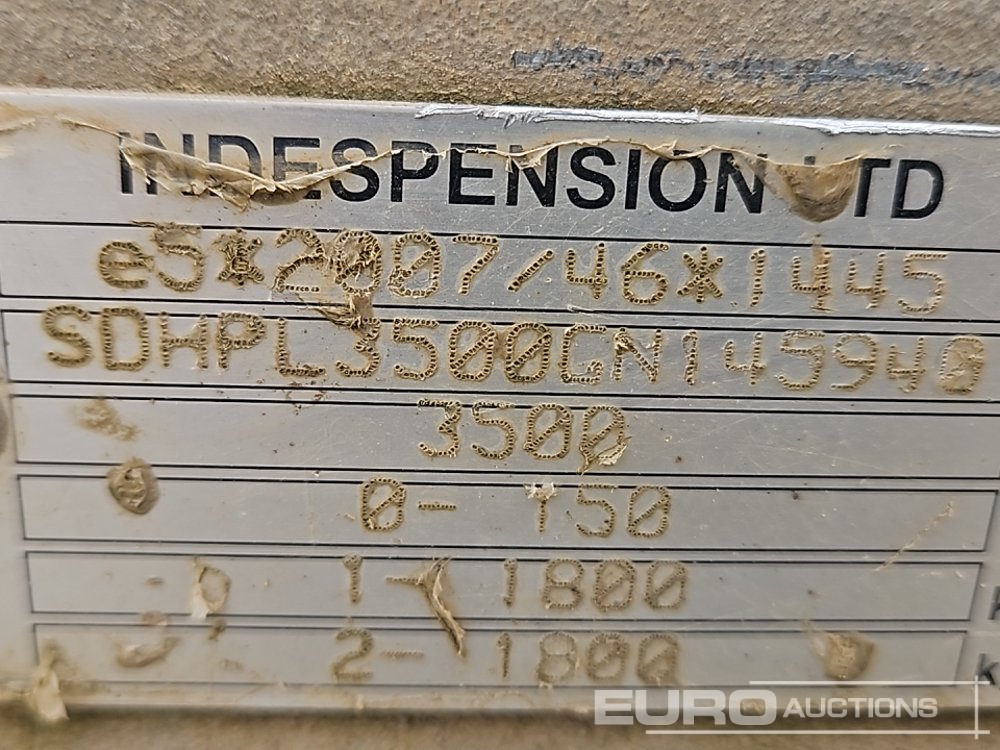 INDESPENSION LTD
e5*2007/46*1445
SDHPL3500GN145940
3500
0- 150
1- 1800
2- 1800
K
EURO AUCTIONS